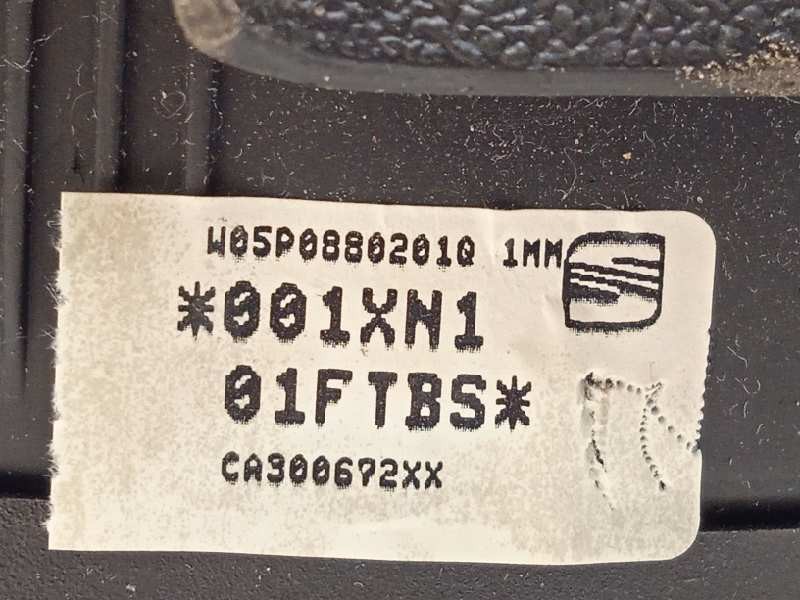 W05P0880201Q 1MM
*001XN1
01FTBS*
CA300672XX